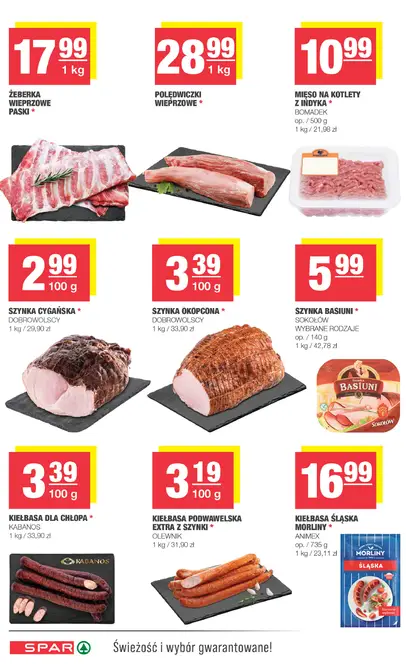 17 99
1 kg
ŻEBERKA
WIEPRZOWE
PASKI *
28 99
1 kg
POLĘDWICZKI
WIEPRZOWE *
10 99
MIĘSO NA KOTLETY
Z INDYKA *
BOMADEK
op. / 500 g
1 kg / 21,98 zł
2 99
100 g
SZYNKA CYGAŃSKA *
DOBROWOLSCY
1 kg / 29,90 zł
3 39
100 g
SZYNKA OKOPCONA *
DOBROWOLSCY
1 kg / 33,90 zł
5 99
SZYNKA BASIUNI *
SOKOŁÓW
WYBRANE RODZAJE
op. / 140 g
1 kg / 42,78 zł
BASIUNI
SOKOŁÓW
3 39
100 g
KIEŁBASA DLA CHŁOPA *
KABANOS
1 kg / 33,90 zł
KABANOS
3 19
100 g
KIEŁBASA PODWAWELSKA
EXTRA Z SZYNKI *
OLEWNIK
1 kg / 31,90 zł
16 99
KIEŁBASA ŚLĄSKA
MORLINY *
ANIMEX
op. / 735 g
1 kg / 23,11 zł
MORLINY
ŚLĄSKA
SPAR
Świeżość i wybór gwarantowane!